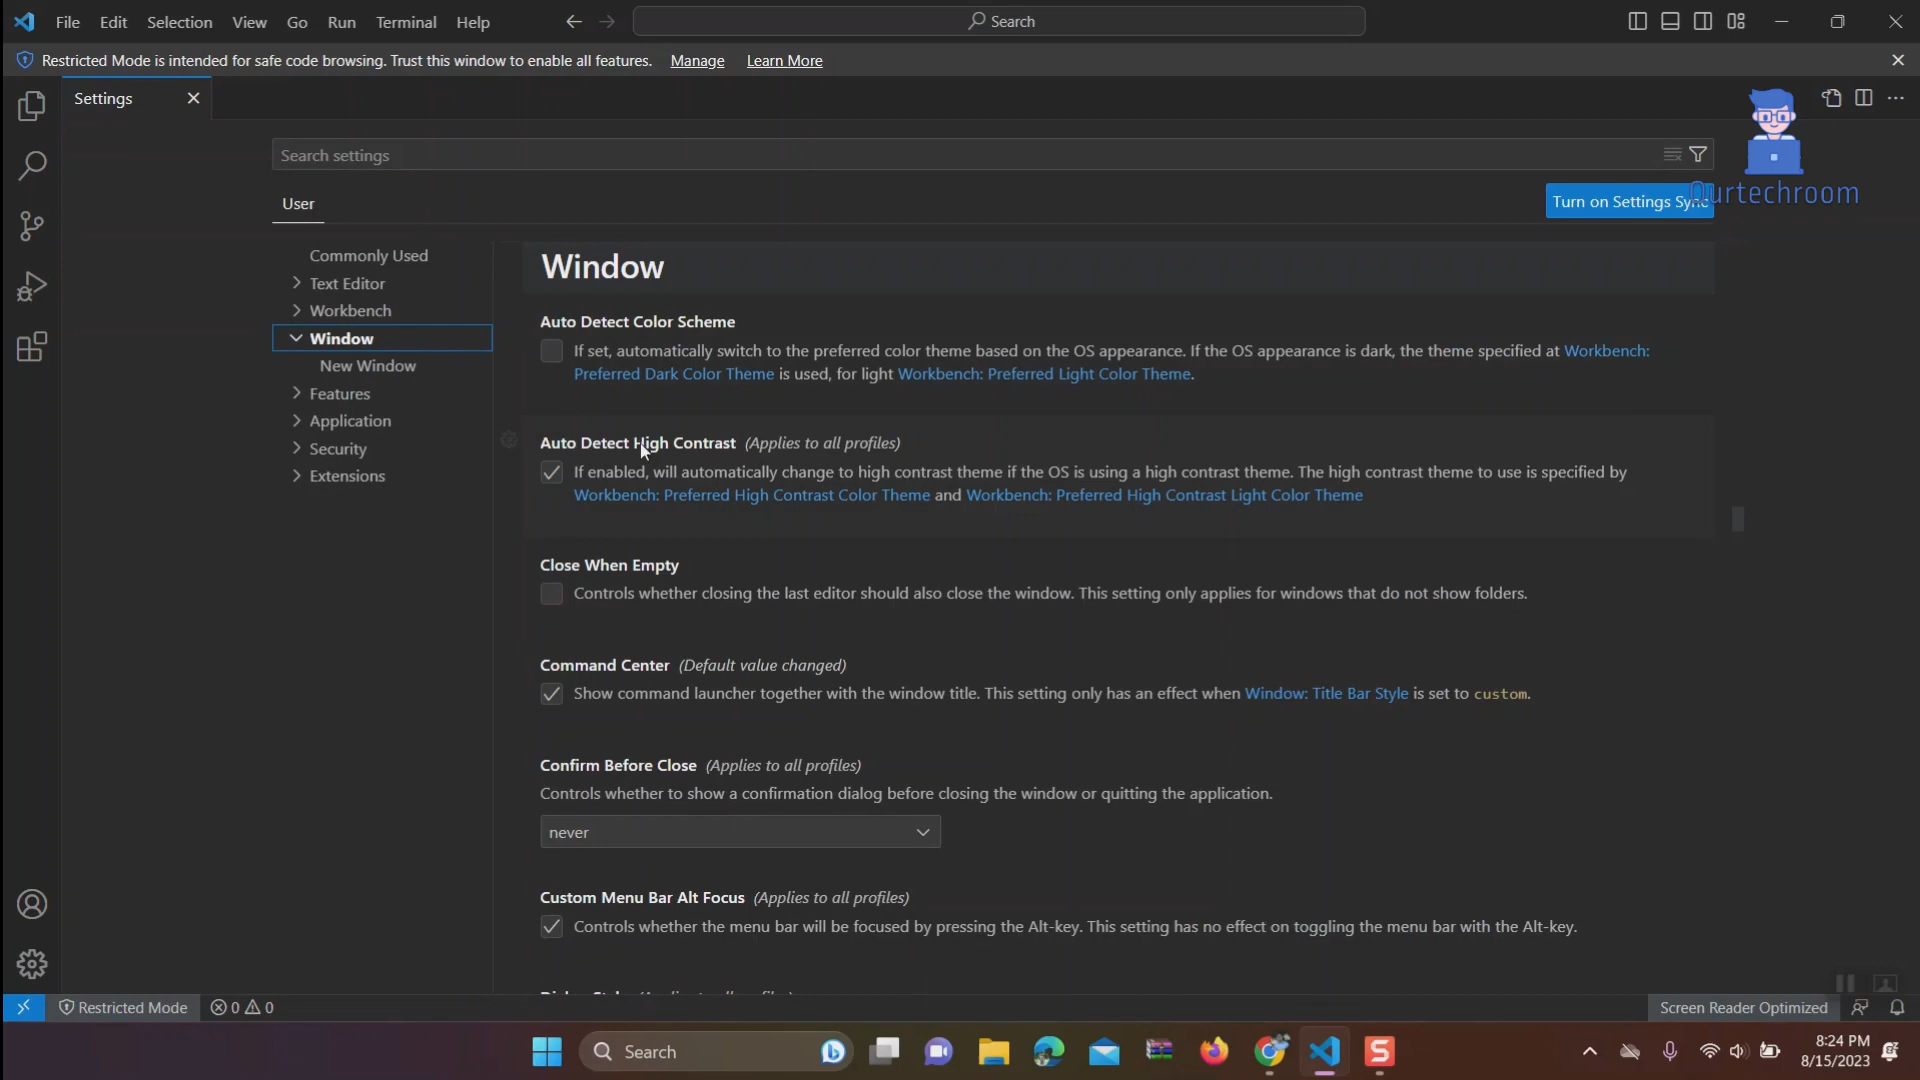 File Edit Selection View Go Run Terminal Help Search
Restricted Mode is intended for safe code browsing. Trust this window to enable all features. Manage Learn More
Settings
Search settings
User
Turn on Settings Sync
Ourtechroom
Commonly Used
Text Editor
Workbench
Window
New Window
Features
Application
Security
Extensions
Window
Auto Detect Color Scheme
If set, automatically switch to the preferred color theme based on the OS appearance. If the OS appearance is dark, the theme specified at Workbench:
Preferred Dark Color Theme is used, for light Workbench: Preferred Light Color Theme.
Auto Detect High Contrast (Applies to all profiles)
If enabled, will automatically change to high contrast theme if the OS is using a high contrast theme. The high contrast theme to use is specified by
Workbench: Preferred High Contrast Color Theme and Workbench: Preferred High Contrast Light Color Theme
Close When Empty
Controls whether closing the last editor should also close the window. This setting only applies for windows that do not show folders.
Command Center (Default value changed)
Show command launcher together with the window title. This setting only has an effect when Window: Title Bar Style is set to custom.
Confirm Before Close (Applies to all profiles)
Controls whether to show a confirmation dialog before closing the window or quitting the application.
never
Custom Menu Bar Alt Focus (Applies to all profiles)
Controls whether the menu bar will be focused by pressing the Alt-key. This setting has no effect on toggling the menu bar with the Alt-key.
Restricted Mode 0 0 Screen Reader Optimized
Search
8:24 PM
8/15/2023